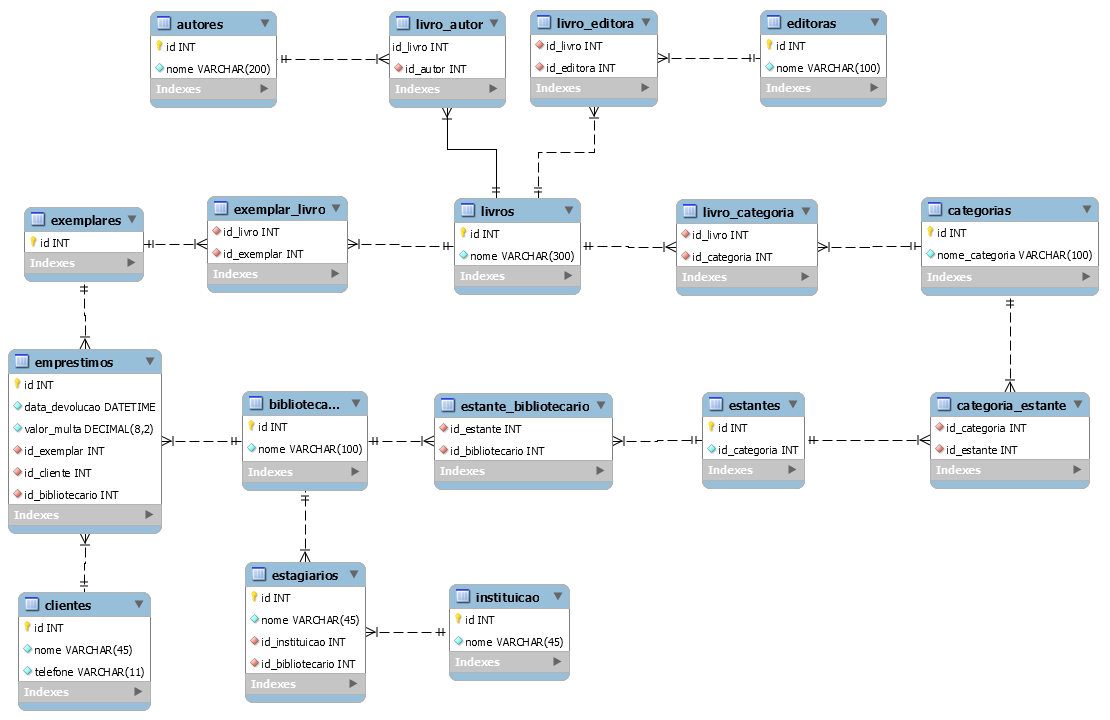 autores
id INT
nome VARCHAR(200)
Indexes
livro_autor
id_livro INT
id_autor INT
Indexes
livro_editora
id_livro INT
id_editora INT
Indexes
editoras
id INT
nome VARCHAR(100)
Indexes
exemplares
id INT
Indexes
exemplar_livro
id_livro INT
id_exemplar INT
Indexes
livros
id INT
nome VARCHAR(300)
Indexes
livro_categoria
id_livro INT
id_categoria INT
Indexes
categorias
id INT
nome_categoria VARCHAR(100)
Indexes
emprestimos
id INT
data_devolucao DATETIME
valor_multa DECIMAL(8,2)
id_exemplar INT
id_cliente INT
id_bibliotecario INT
Indexes
biblioteca...
id INT
nome VARCHAR(100)
Indexes
estante_bibliotecario
id_estante INT
id_bibliotecario INT
Indexes
estantes
id INT
id_categoria INT
Indexes
categoria_estante
id_categoria INT
id_estante INT
Indexes
clientes
id INT
nome VARCHAR(45)
telefone VARCHAR(11)
Indexes
estagiarios
id INT
nome VARCHAR(45)
id_instituicao INT
id_bibliotecario INT
Indexes
instituicao
id INT
nome VARCHAR(45)
Indexes